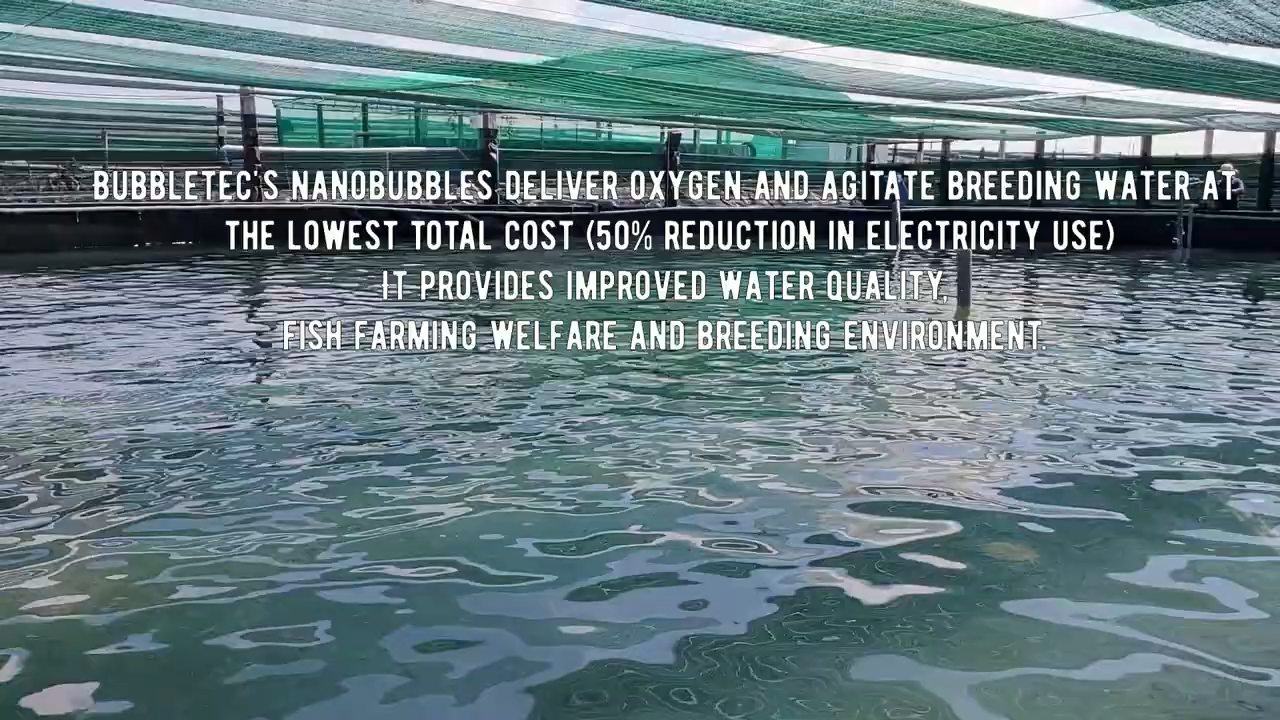 BUBBLETEC'S NANOBUBBLES DELIVER OXYGEN AND AGITATE BREEDING WATER AT
THE LOWEST TOTAL COST (50% REDUCTION IN ELECTRICITY USE)
IT PROVIDES IMPROVED WATER QUALITY,
FISH FARMING WELFARE AND BREEDING ENVIRONMENT.